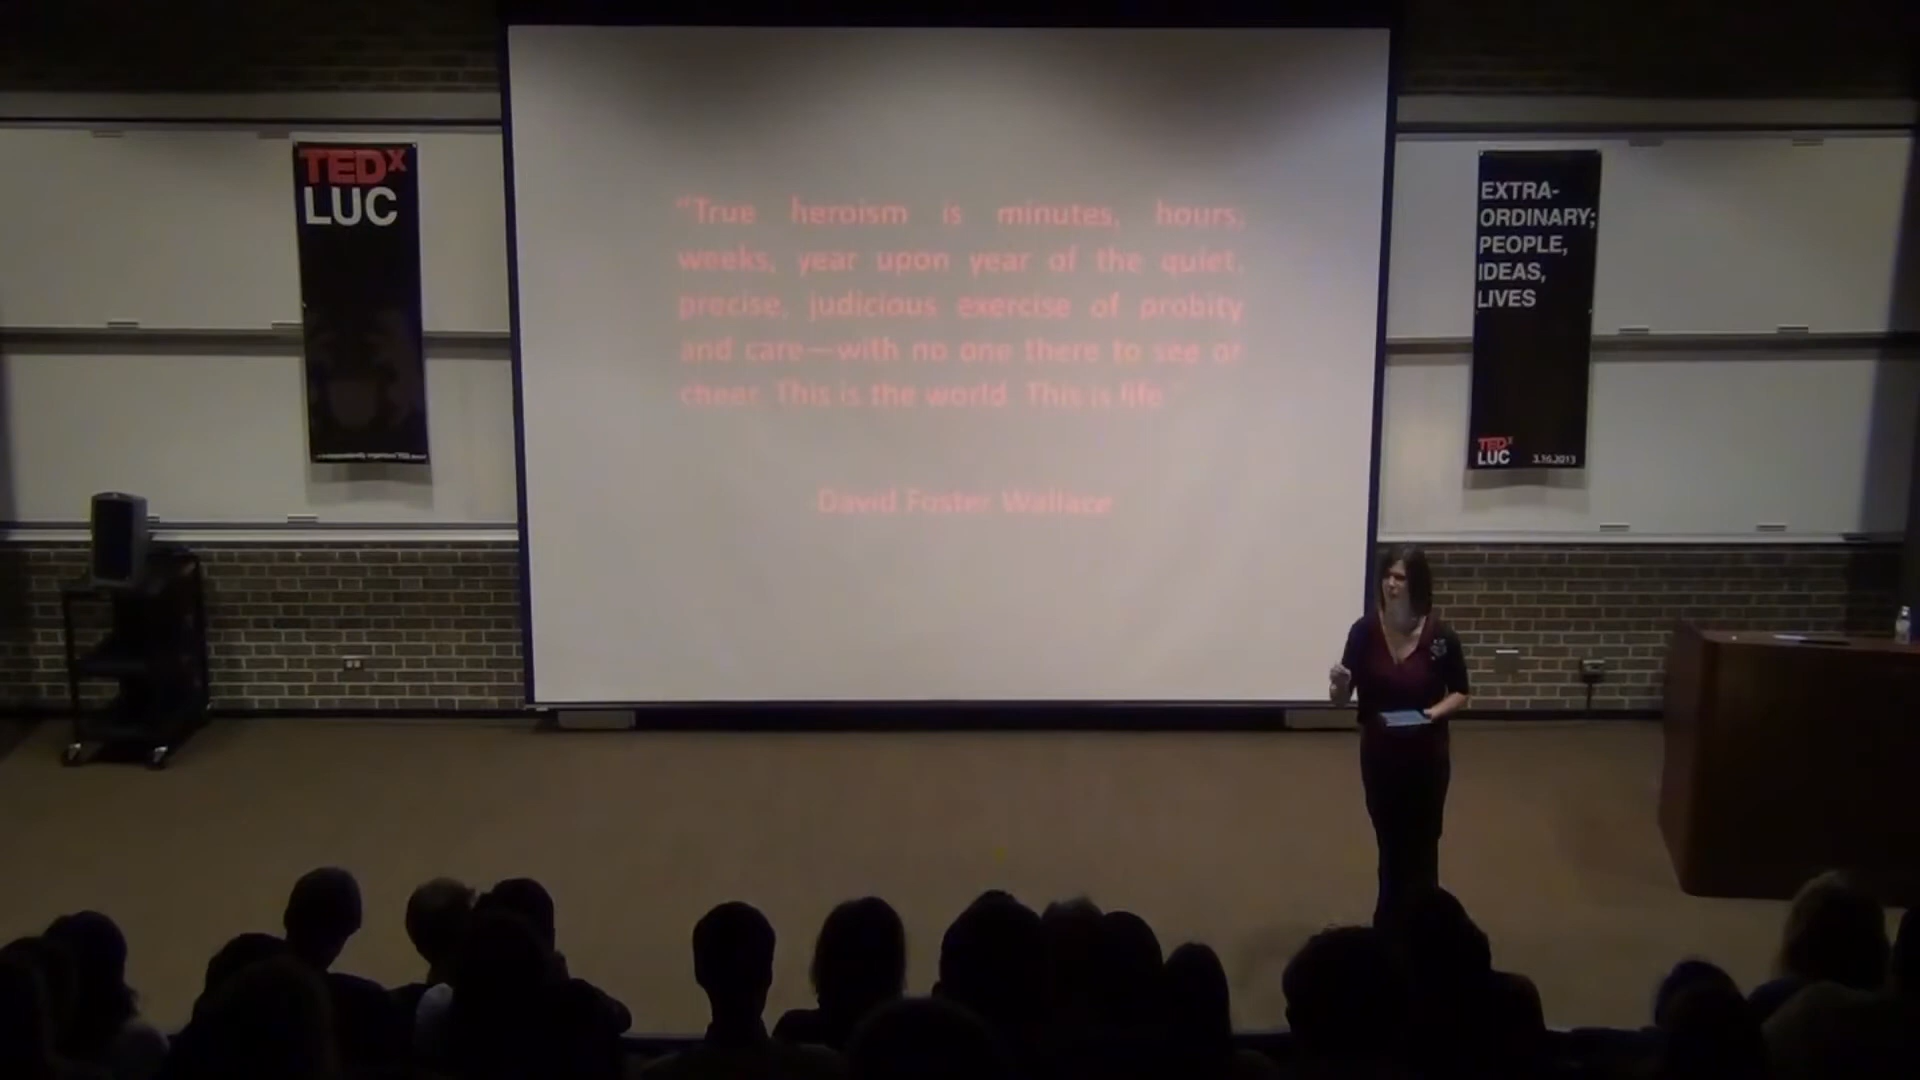 TEDx
LUC
"True heroism is minutes, hours,
weeks, year upon year of the quiet,
precise, judicious exercise of probity
and care—with no one there to see or
cheer. This is the world. This is life."
David Foster Wallace
EXTRA-
ORDINARY;
PEOPLE,
IDEAS,
LIVES
TEDx
LUC
3.16.2013